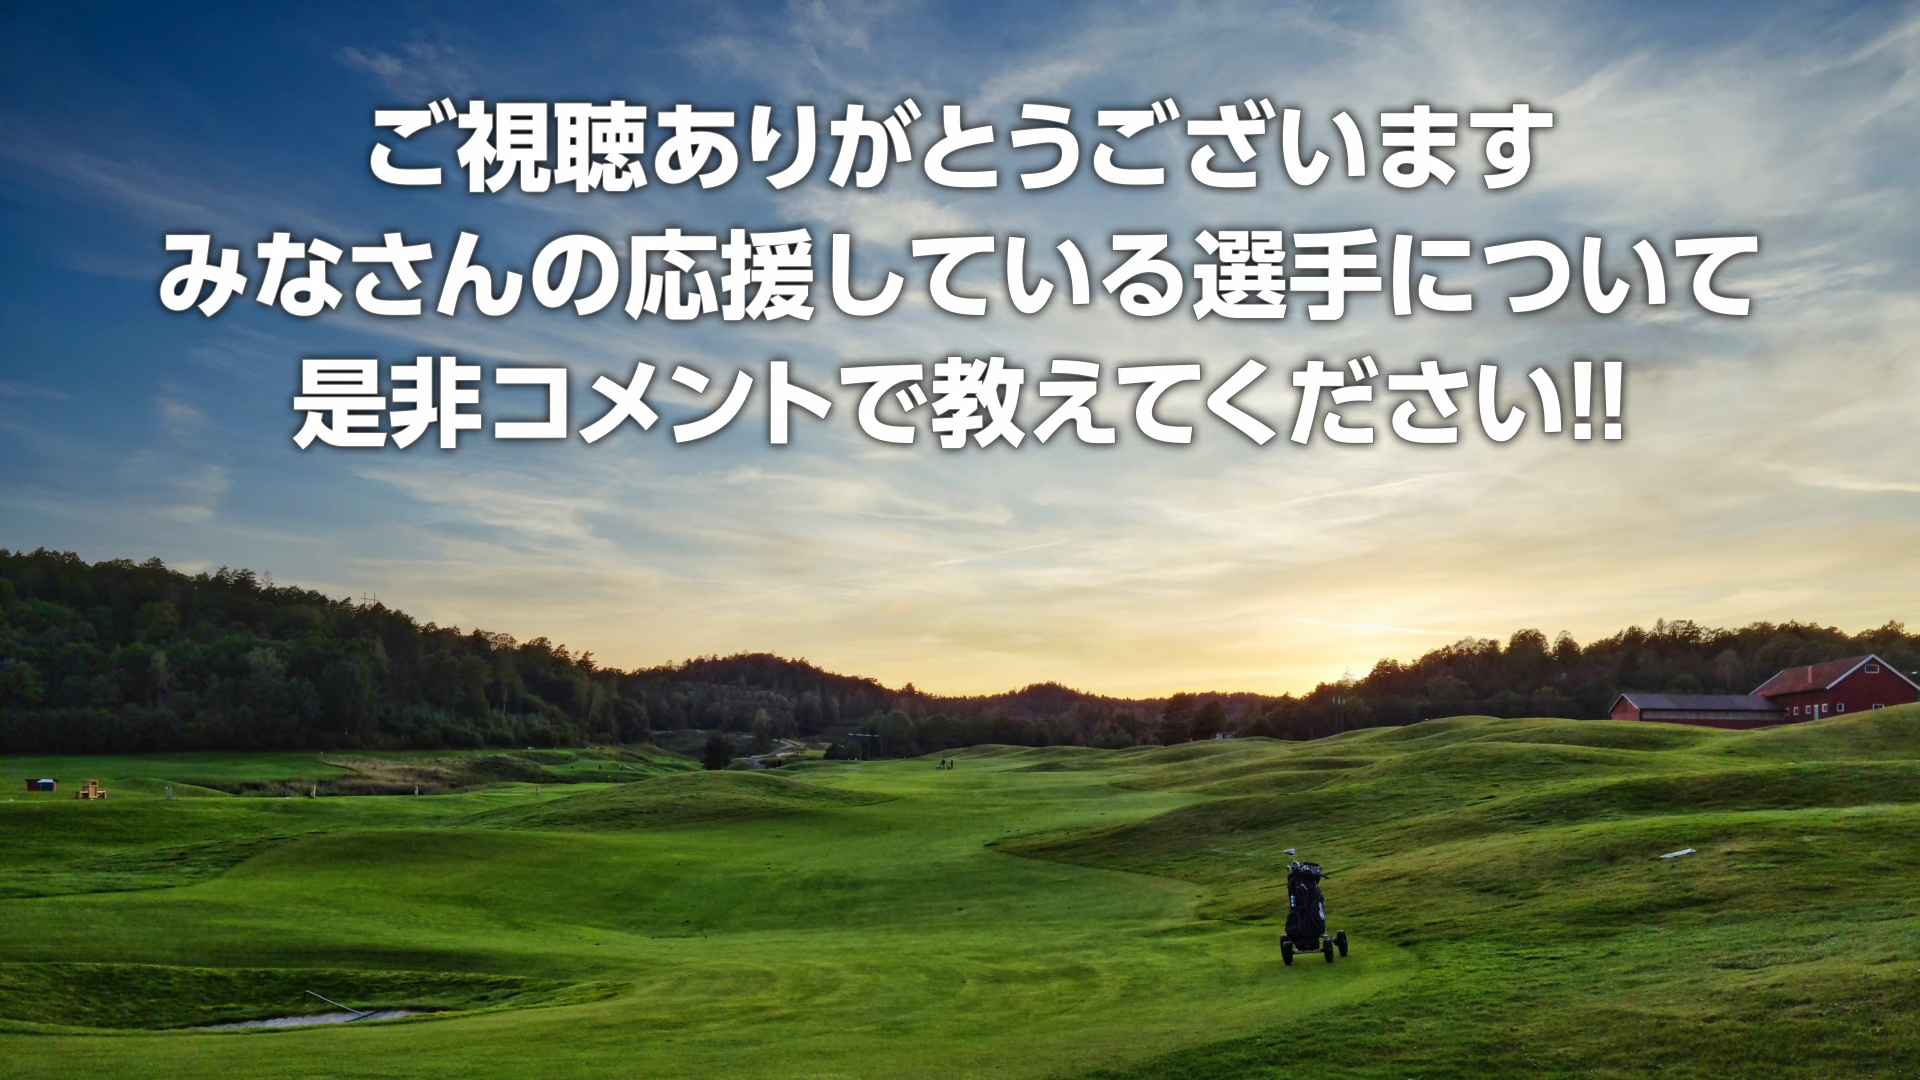 ご視聴ありがとうございます
みなさんの応援している選手について
是非コメントで教えてください!!